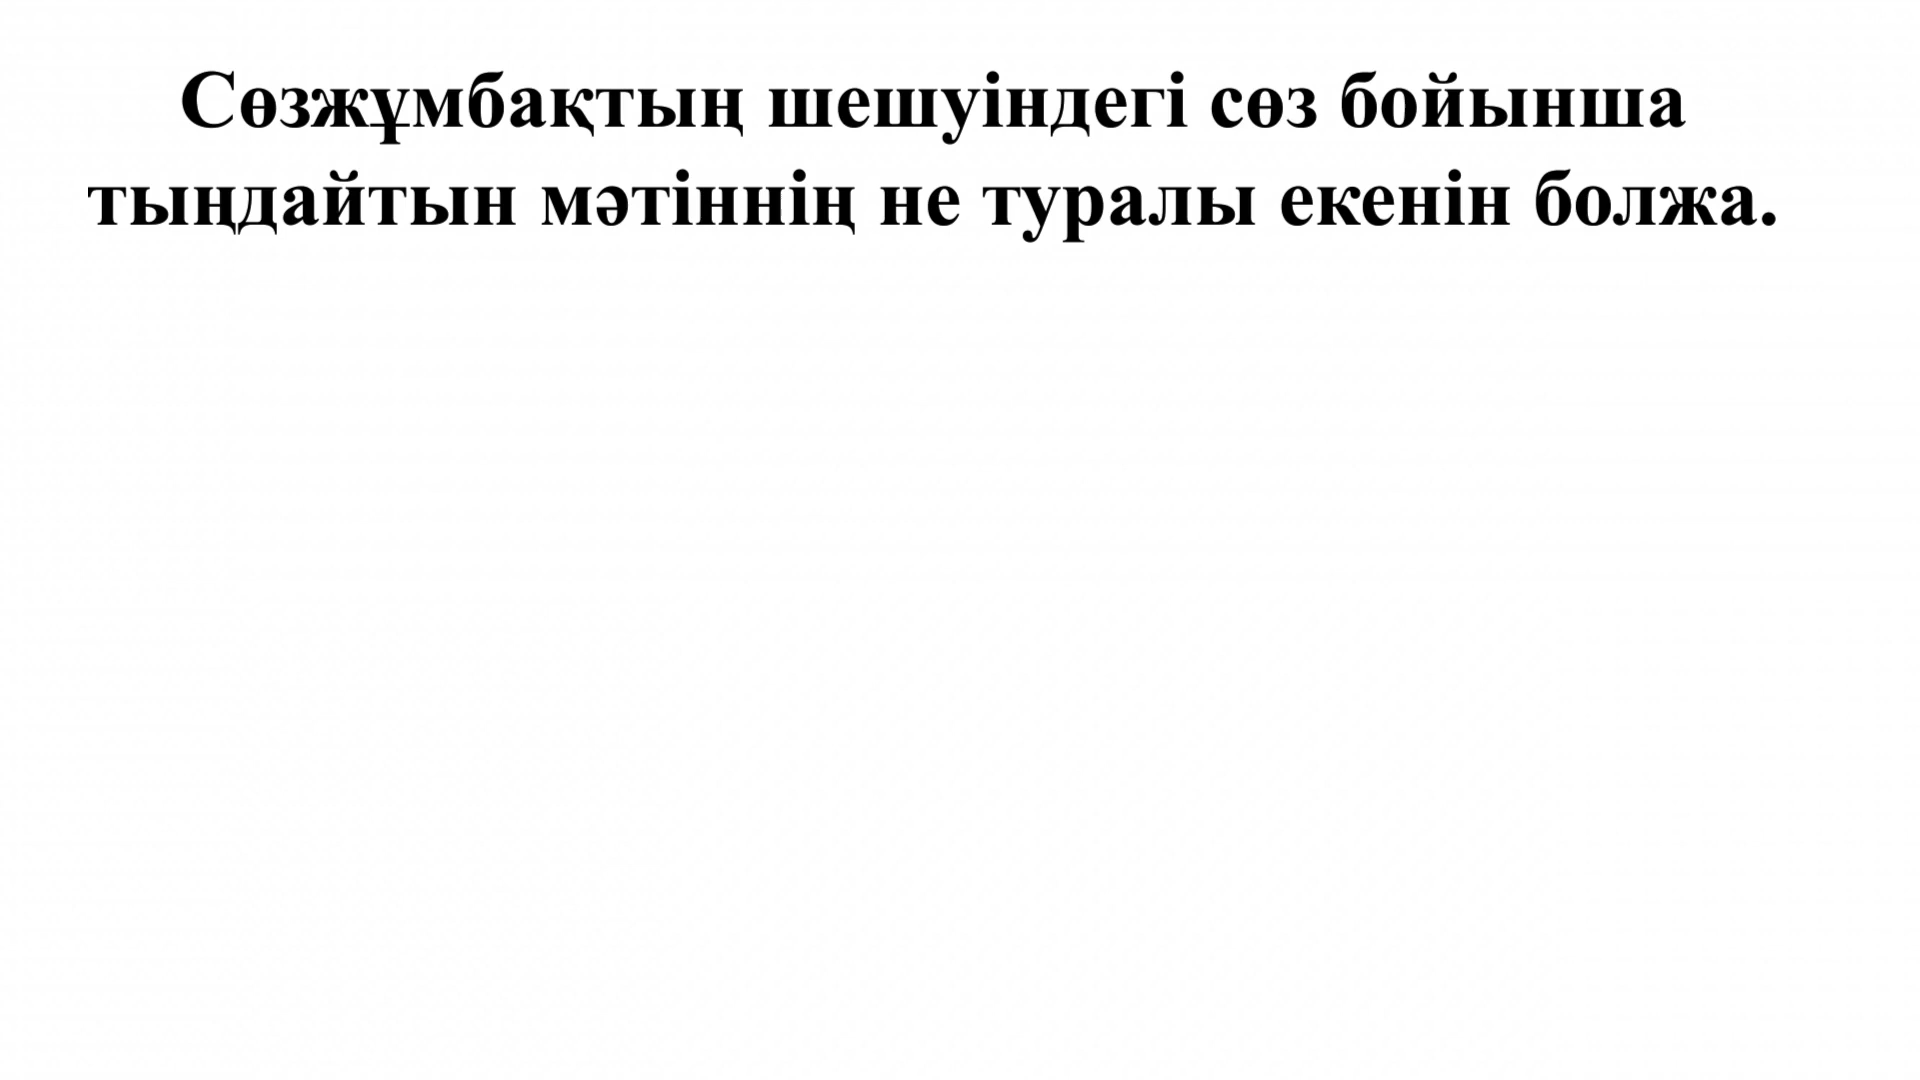 Сөзжұмбақтың шешуіндегі сөз бойынша
тыңдайтын мәтіннің не туралы екенін болжа.